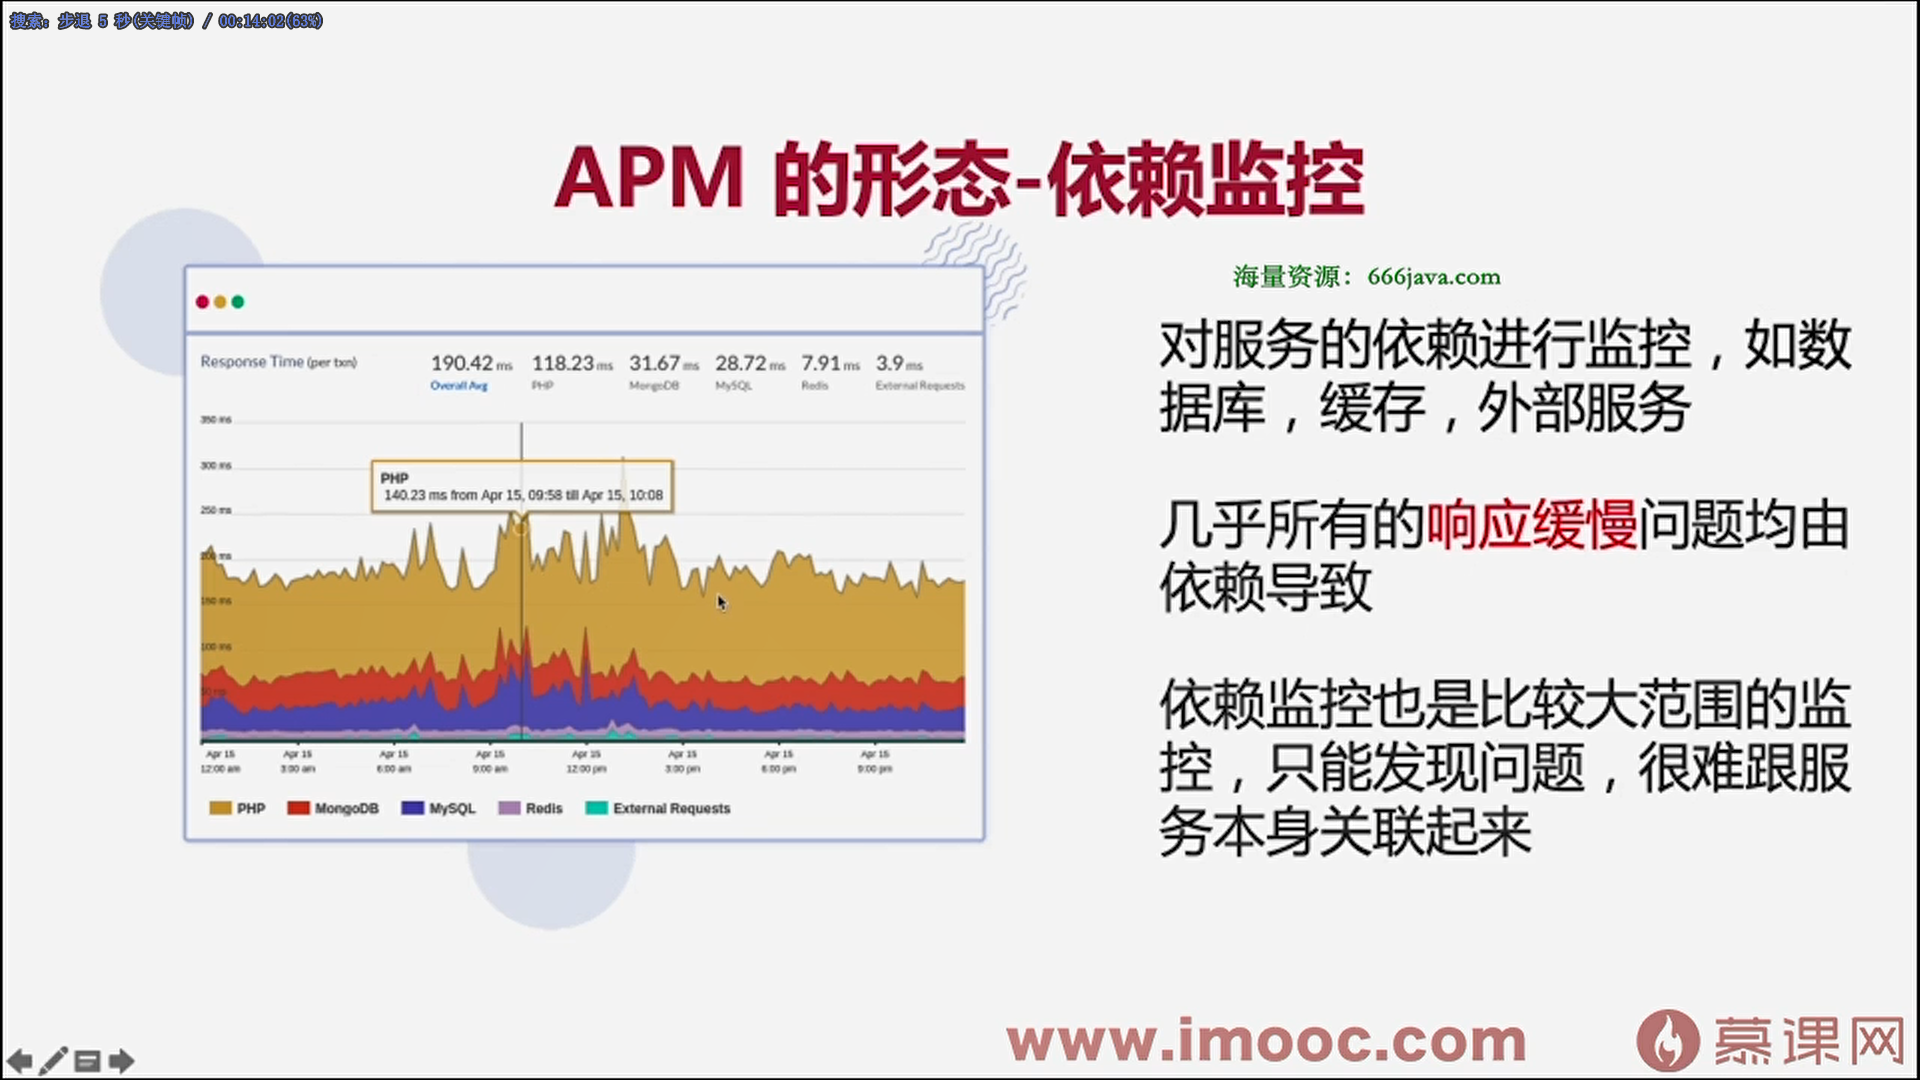 搜索: 步退 5 秒(关键帧) / 00:14:02(63%)
APM 的形态-依赖监控
海量资源：666java.com
Response Time (per txn)
190.42 ms 118.23 ms 31.67 ms 28.72 ms 7.91 ms 3.9 ms
Overall Avg PHP MongoDB MySQL Redis External Requests
350 ms
300 ms
PHP
140.23 ms from Apr 15, 09:58 till Apr 15, 10:08
250 ms
200 ms
150 ms
100 ms
50 ms
Apr 15 Apr 15 Apr 15 Apr 15 Apr 15 Apr 15 Apr 15 Apr 15
12:00 am 3:00 am 6:00 am 9:00 am 12:00 pm 3:00 pm 6:00 pm 9:00 pm
PHP MongoDB MySQL Redis External Requests
对服务的依赖进行监控，如数
据库，缓存，外部服务
几乎所有的响应缓慢问题均由
依赖导致
依赖监控也是比较大范围的监
控，只能发现问题，很难跟服
务本身关联起来
www.imooc.com
慕课网